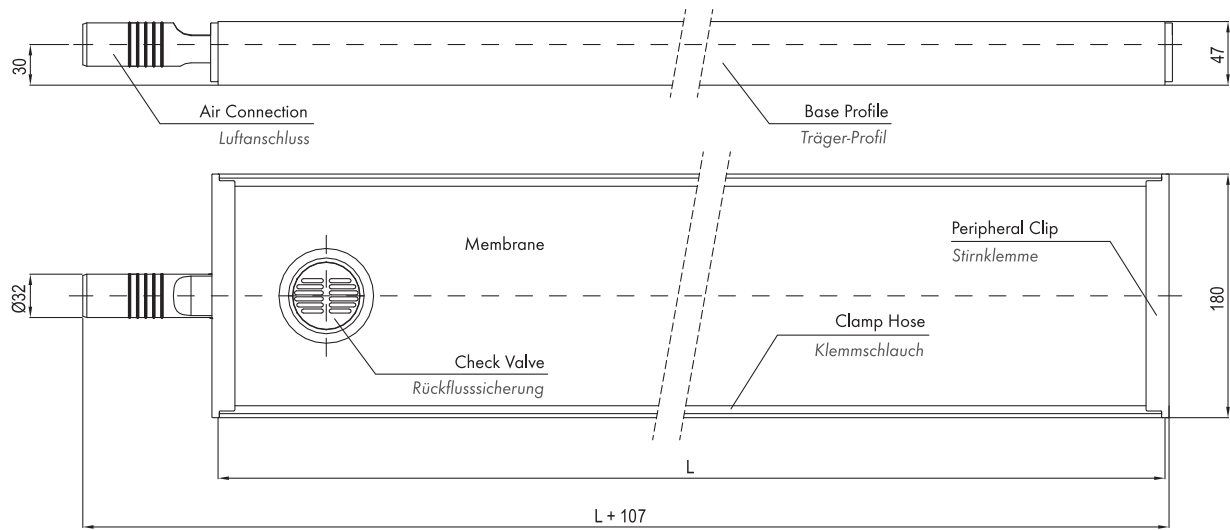 30
47
Air Connection
Luftanschluss
Base Profile
Träger-Profil
Membrane
Peripheral Clip
Stirnklemme
Ø32
180
Clamp Hose
Klemmschlauch
Check Valve
Rückflusssicherung
L
L + 107